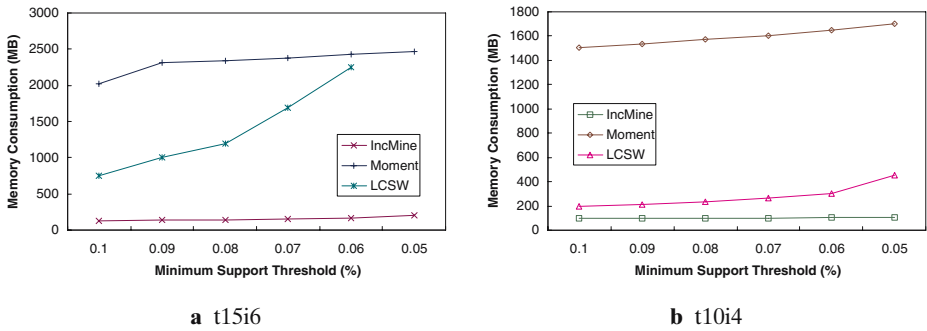 Memory Consumption (MB)
3000
2500
2000
1500
1000
500
0
IncMine
Moment
LCSW
0.1 0.09 0.08 0.07 0.06 0.05
Minimum Support Threshold (%)
a t15i6
Memory Consumption (MB)
1800
1600
1400
1200
1000
800
600
400
200
0
IncMine
Moment
LCSW
0.1 0.09 0.08 0.07 0.06 0.05
Minimum Support Threshold (%)
b t10i4